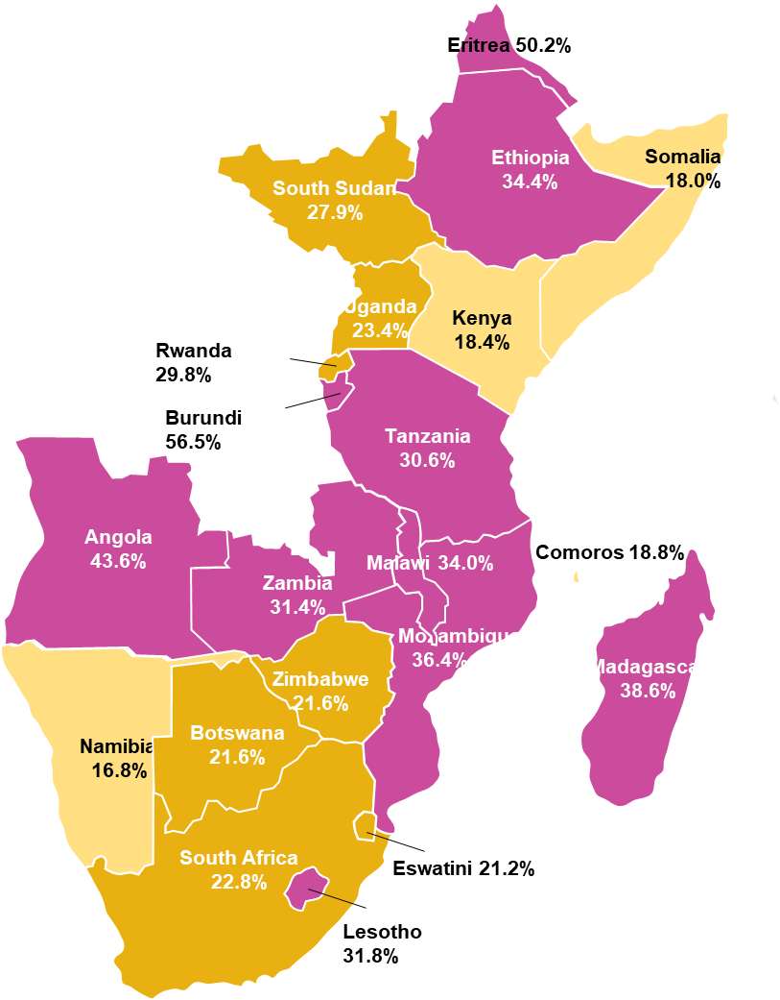 Eritrea 50.2%
Ethiopia
34.4%
Somalia
18.0%
South Sudan
27.9%
Uganda
23.4%
Kenya
18.4%
Rwanda
29.8%
Burundi
56.5%
Tanzania
30.6%
Angola
43.6%
Malawi 34.0%
Comoros 18.8%
Zambia
31.4%
Mozambique
36.4%
Madagascar
38.6%
Zimbabwe
21.6%
Botswana
21.6%
Namibia
16.8%
South Africa
22.8%
Eswatini 21.2%
Lesotho
31.8%